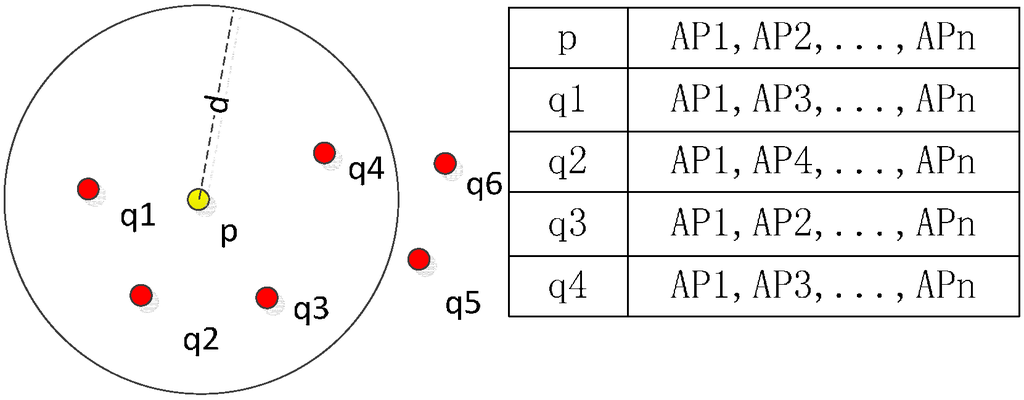 d
q4
q6
q1
p
q5
q3
q2
p AP1, AP2, ..., APn
q1 AP1, AP3, ..., APn
q2 AP1, AP4, ..., APn
q3 AP1, AP2, ..., APn
q4 AP1, AP3, ..., APn